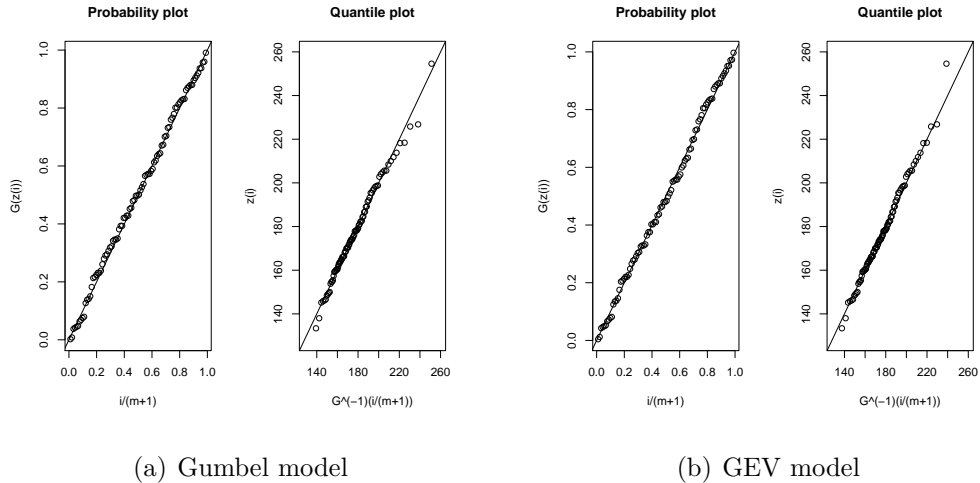 Probability plot
G(z(i))
0.0 0.2 0.4 0.6 0.8 1.0
0.0 0.2 0.4 0.6 0.8 1.0
i/(m+1)
Quantile plot
z(i)
140 160 180 200 220 240 260
140 180 220 260
G^(-1)(i/(m+1))
(a) Gumbel model
Probability plot
G(z(i))
0.0 0.2 0.4 0.6 0.8 1.0
0.0 0.2 0.4 0.6 0.8 1.0
i/(m+1)
Quantile plot
z(i)
140 160 180 200 220 240 260
140 180 220 260
G^(-1)(i/(m+1))
(b) GEV model